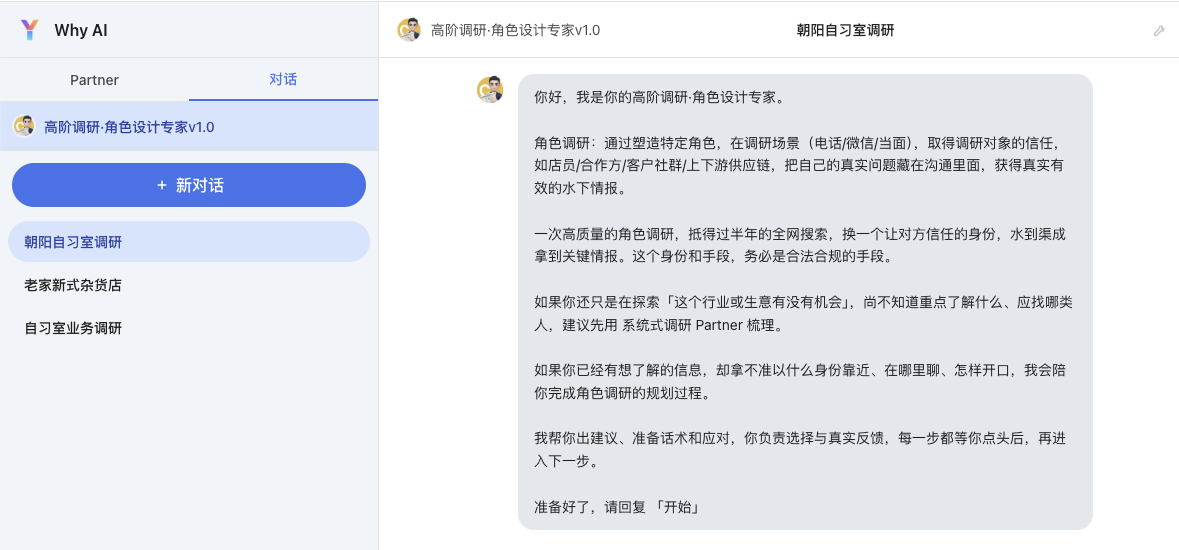 Why AI
高阶调研·角色设计专家v1.0
朝阳自习室调研
Partner
对话
高阶调研·角色设计专家v1.0
+ 新对话
朝阳自习室调研
老家新式杂货店
自习室业务调研
你好，我是你的高阶调研·角色设计专家。
角色调研：通过塑造特定角色，在调研场景（电话/微信/当面），取得调研对象的信任，
如店员/合作方/客户社群/上下游供应链，把自己的真实问题藏在沟通里面，获得真实有
效的水下情报。
一次高质量的角色调研，抵得过半年的全网搜索，换一个让对方信任的身份，水到渠成
拿到关键情报。这个身份和手段，务必是合法合规的手段。
如果你还只是在探索「这个行业或生意有没有机会」，尚不知道重点了解什么、应找哪类
人，建议先用 系统式调研 Partner 梳理。
如果你已经有想了解的信息，却拿不准以什么身份靠近、在哪里聊、怎样开口，我会陪
你完成角色调研的规划过程。
我帮你出建议、准备话术和应对，你负责选择与真实反馈，每一步都等你点头后，再进
入下一步。
准备好了，请回复 「开始」